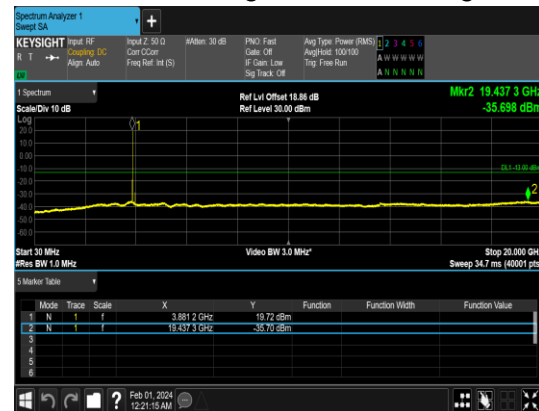 Spectrum Analyzer 1
Swept SA
+
KEYSIGHT Input: RF Input Z: 50 Ω #Atten: 30 dB PNO: Fast Avg Type: Power (RMS) 1 2 3 4 5 6
R T Coupling: DC Corr CCorr Gate: Off Avg|Hold: 100/100 A W W W W W
Align: Auto Freq Ref: Int (S) IF Gain: Low Trig: Free Run
Sig Track: Off A N N N N N
1 Spectrum Ref Lvl Offset 18.86 dB Mkr2 19.437 3 GHz
Scale/Div 10 dB Ref Level 30.00 dBm -35.698 dBm
Log
20.0 1
10.0
0.00
-10.0 DL1 -13.00 dBm
-20.0
-30.0 2
-40.0
-50.0
-60.0
Start 30 MHz Video BW 3.0 MHz* Stop 20.000 GHz
#Res BW 1.0 MHz Sweep 34.7 ms (40001 pts)
5 Marker Table
Mode Trace Scale X Y Function Function Width Function Value
1 N 1 f 3.881 2 GHz 19.72 dBm
2 N 1 f 19.437 3 GHz -35.70 dBm
3
4
5
6
? Feb 01, 2024
12:21:15 AM